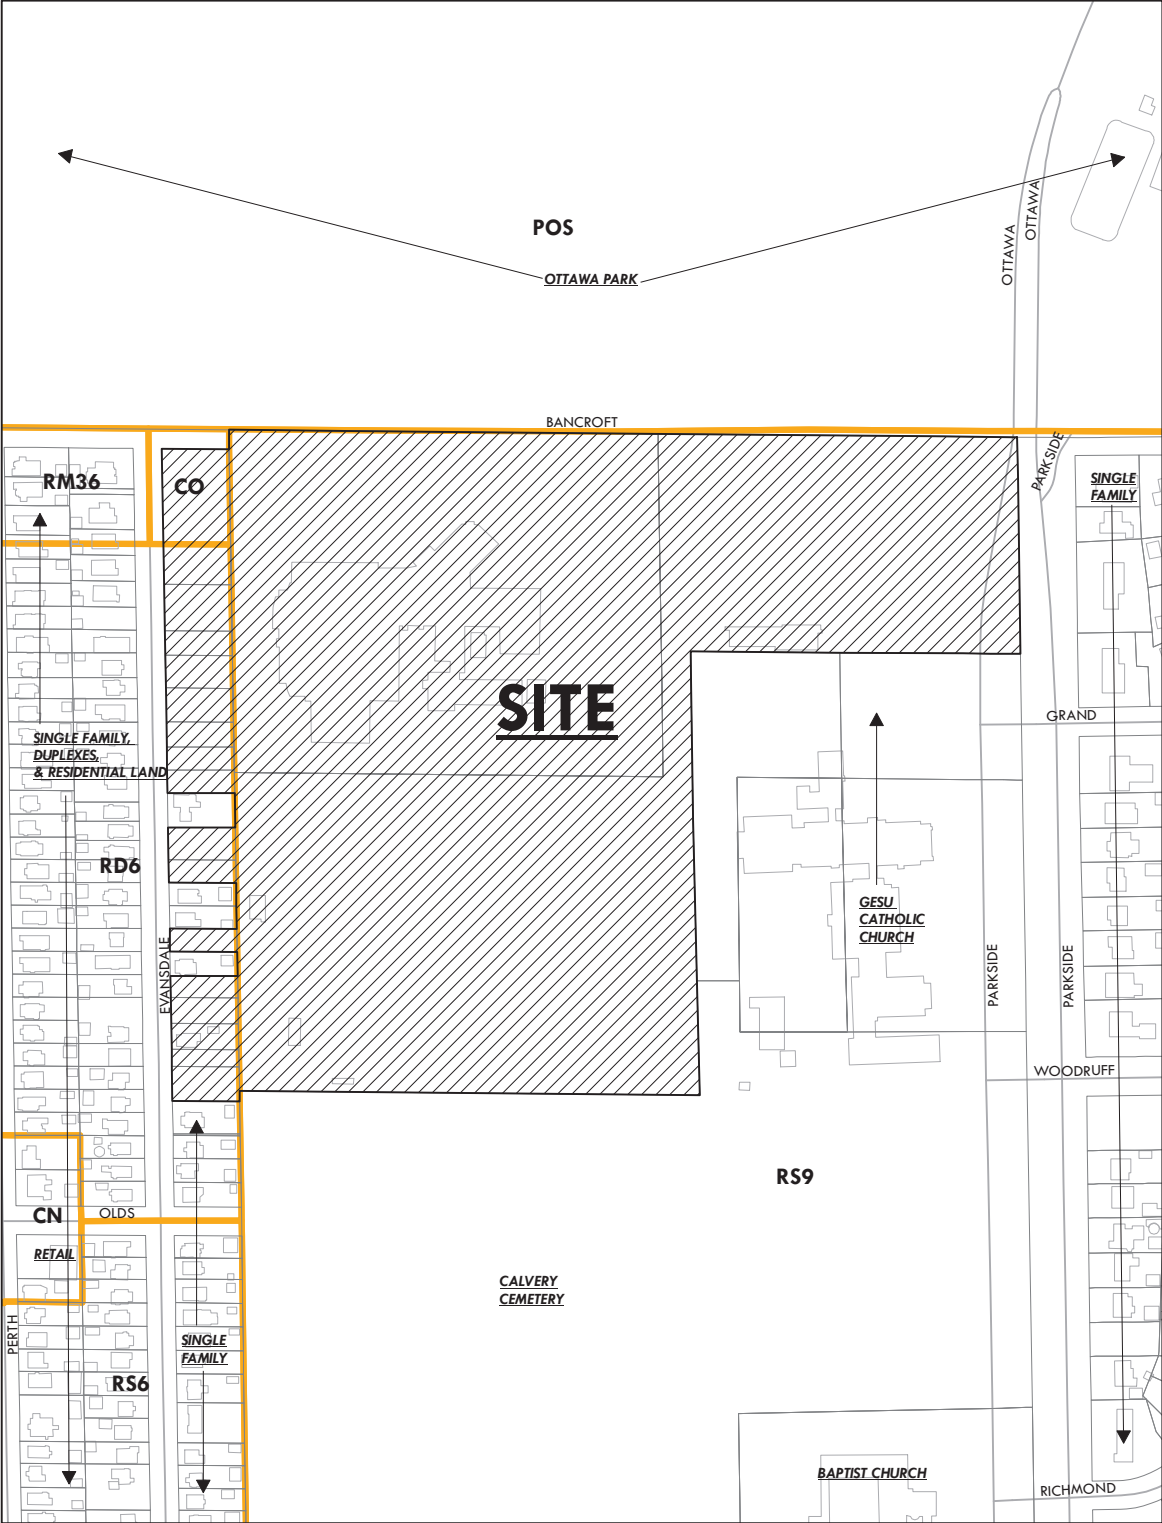 POS
OTTAWA PARK
OTTAWA
OTTAWA
BANCROFT
PARKSIDE
RM36
CO
SINGLE
FAMILY
SITE
GRAND
SINGLE FAMILY,
DUPLEXES,
& RESIDENTIAL LAND
RD6
GESU
CATHOLIC
CHURCH
EVANSDALE
PARKSIDE
PARKSIDE
WOODRUFF
RS9
CN
OLDS
RETAIL
CALVERY
CEMETERY
PERTH
SINGLE
FAMILY
RS6
BAPTIST CHURCH
RICHMOND